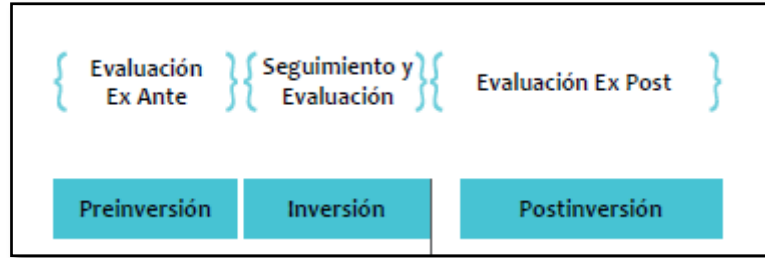 Evaluación
Ex Ante
Seguimiento y
Evaluación
Evaluación Ex Post
Preinversión
Inversión
Postinversión